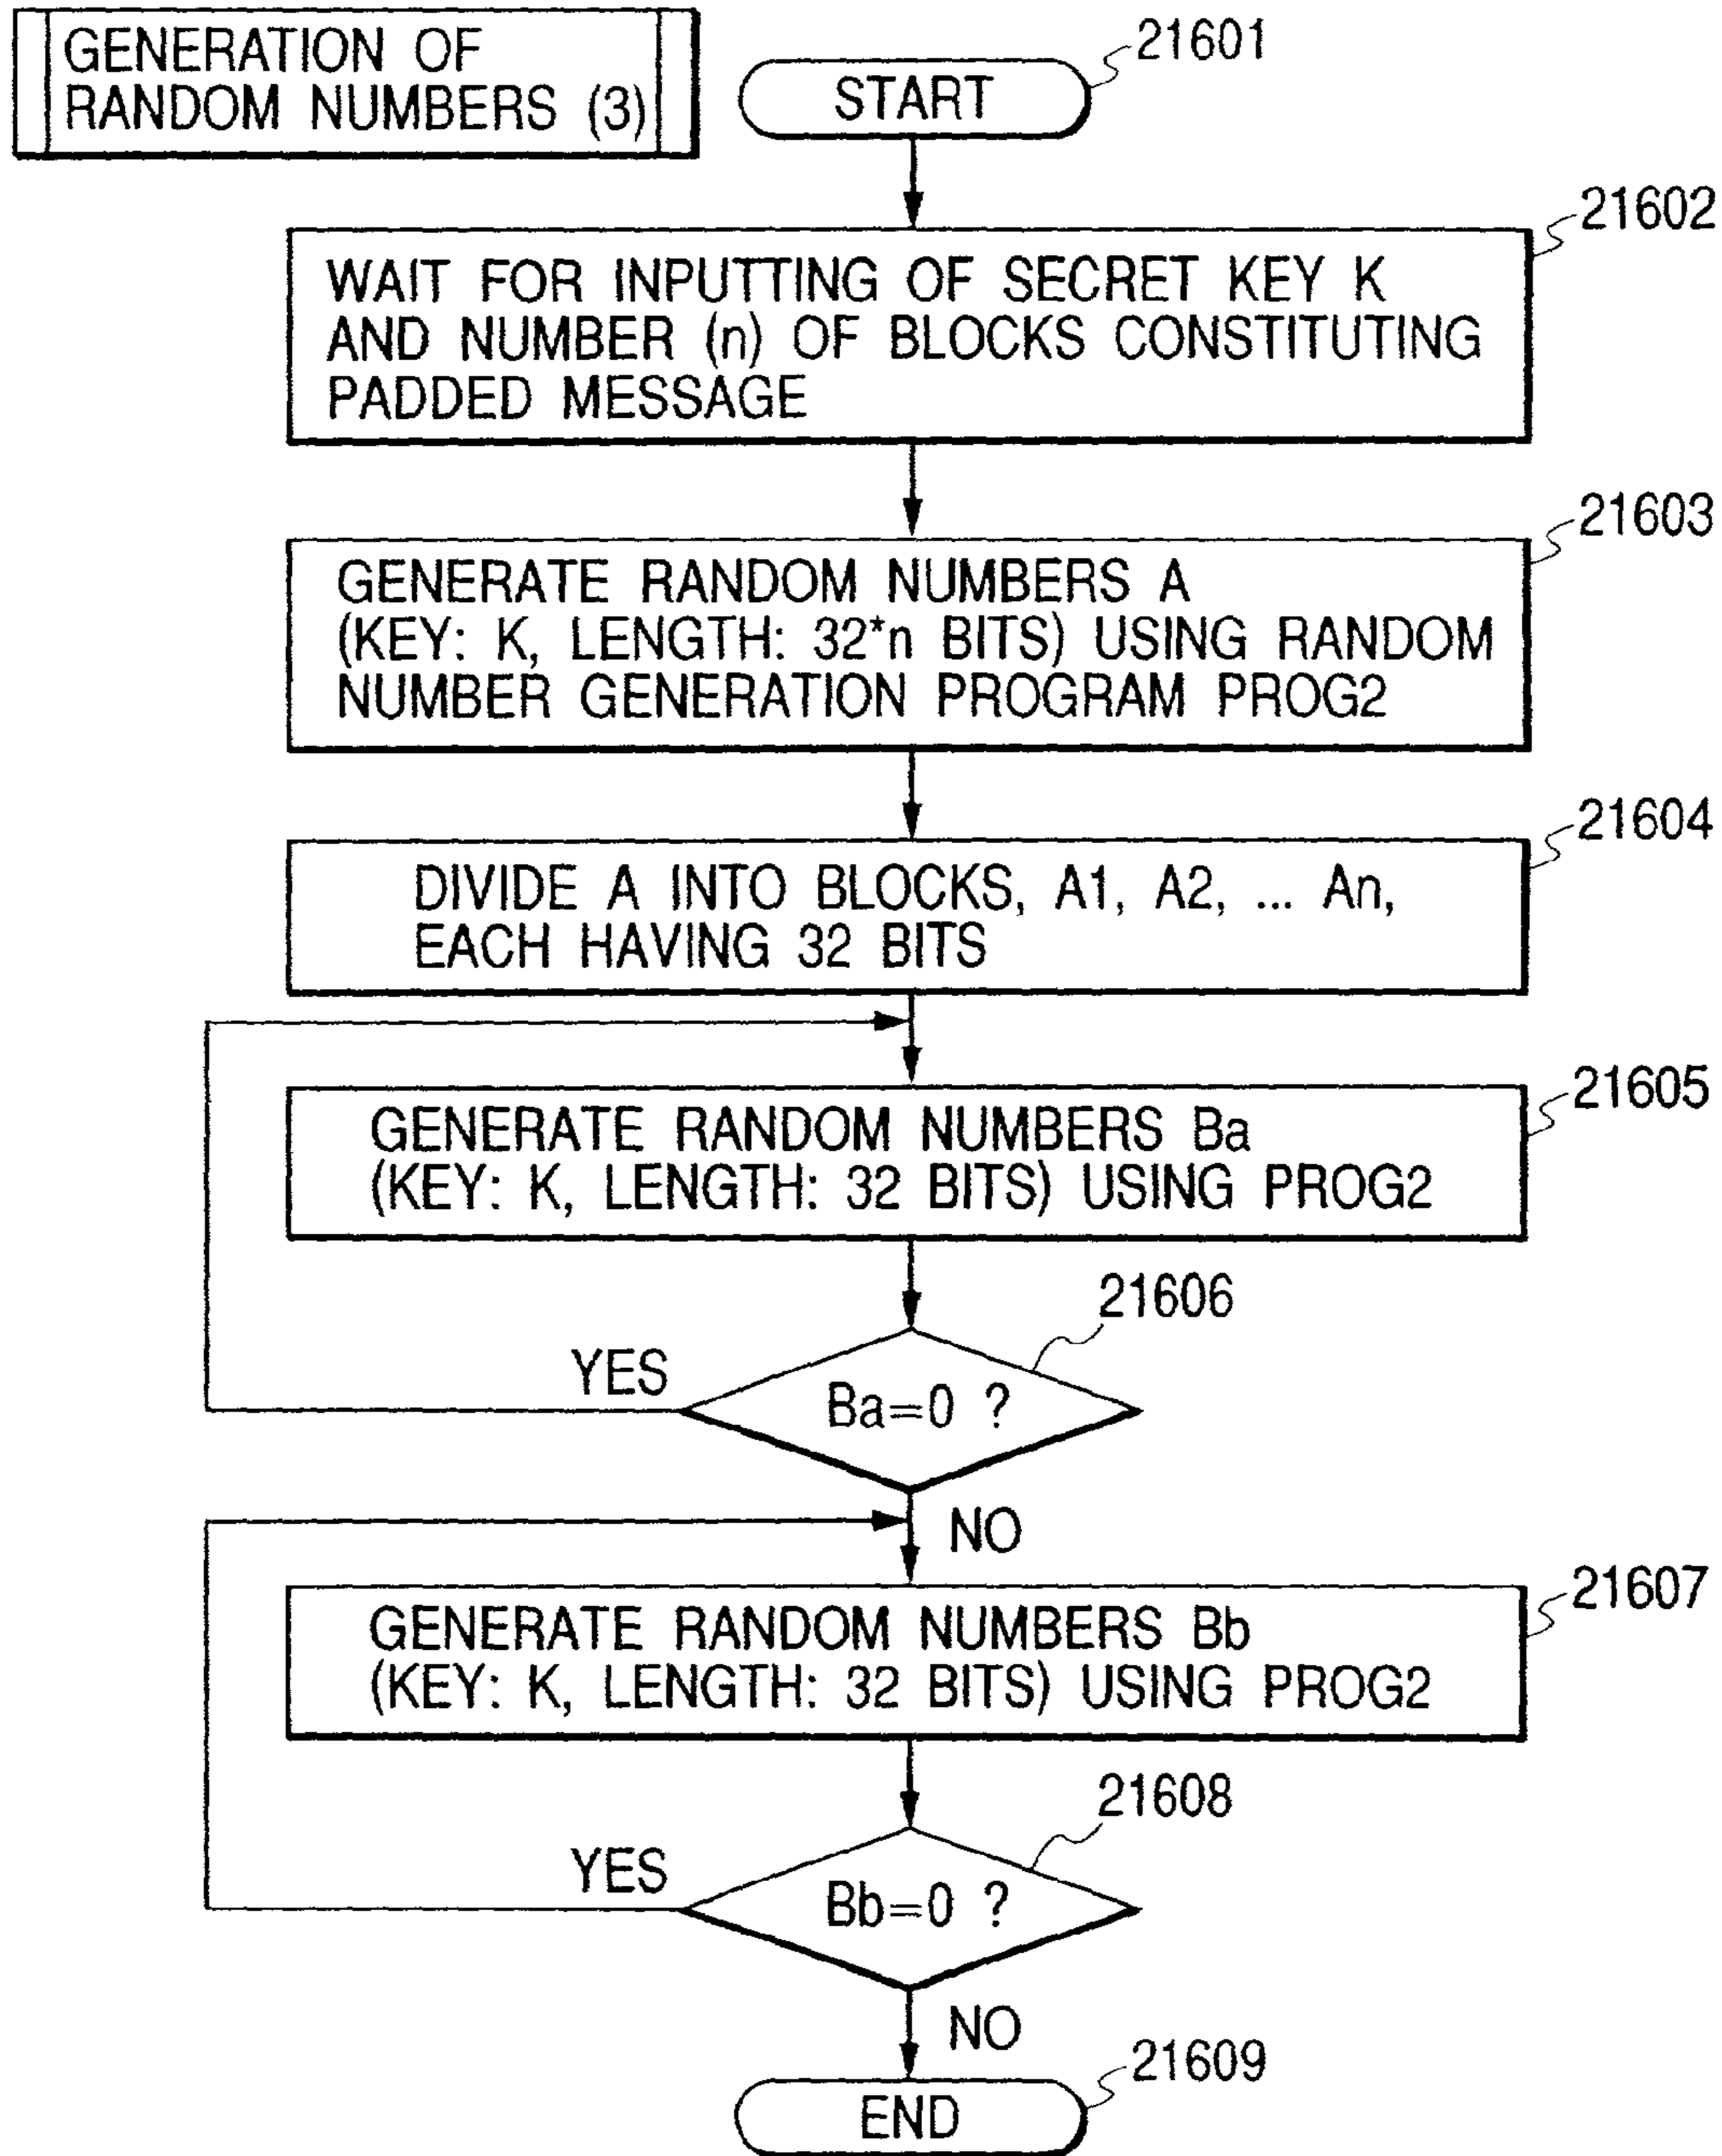 GENERATION OF
RANDOM NUMBERS (3)
START
21601
21602
WAIT FOR INPUTTING OF SECRET KEY K
AND NUMBER (n) OF BLOCKS CONSTITUTING
PADDED MESSAGE
21603
GENERATE RANDOM NUMBERS A
(KEY: K, LENGTH: 32*n BITS) USING RANDOM
NUMBER GENERATION PROGRAM PROG2
21604
DIVIDE A INTO BLOCKS, A1, A2, ... An,
EACH HAVING 32 BITS
21605
GENERATE RANDOM NUMBERS Ba
(KEY: K, LENGTH: 32 BITS) USING PROG2
21606
YES
Ba=0 ?
NO
21607
GENERATE RANDOM NUMBERS Bb
(KEY: K, LENGTH: 32 BITS) USING PROG2
21608
YES
Bb=0 ?
NO
21609
END